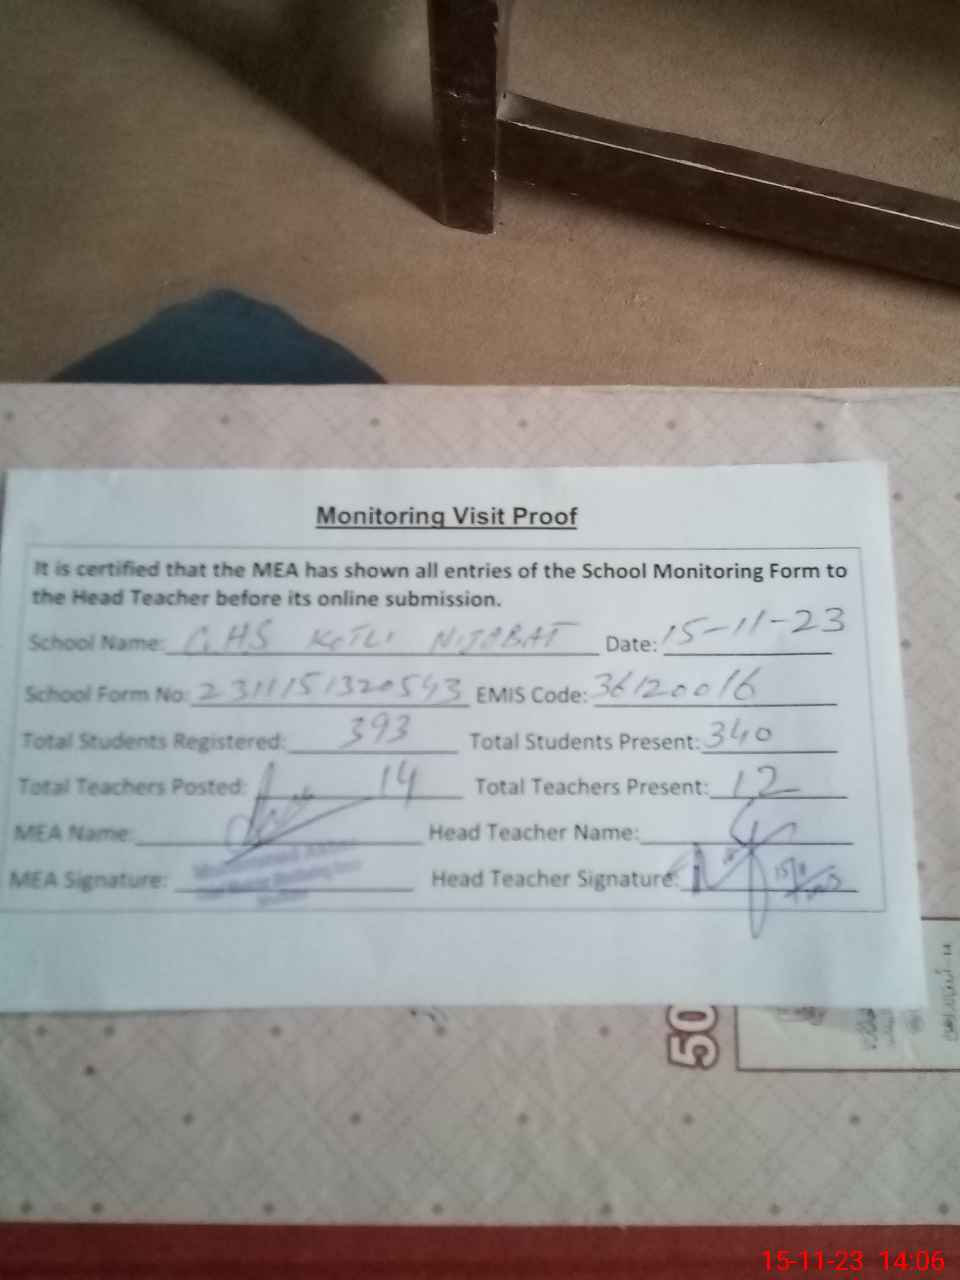 Monitoring Visit Proof
It is certified that the MEA has shown all entries of the School Monitoring Form to
the Head Teacher before its online submission.
School Name: GHS KOTLI NIJABAT Date: 15-11-23
School Form No: 2311151320543 EMIS Code: 36120016
Total Students Registered: 393 Total Students Present: 340
Total Teachers Posted: 14 Total Teachers Present: 12
MEA Name: Head Teacher Name:
MEA Signature: Head Teacher Signature:
50
15-11-23 14:06